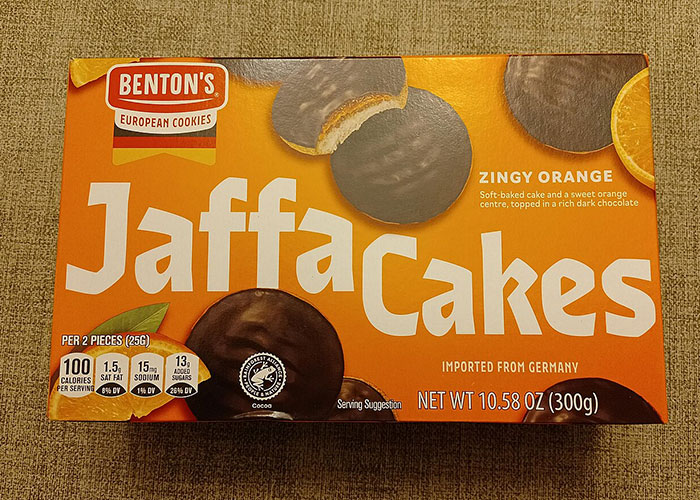 BENTON'S
EUROPEAN COOKIES
ZINGY ORANGE
Soft-baked cake and a sweet orange
centre, topped in a rich dark chocolate
Jaffa
Cakes
PER 2 PIECES (25G)
100
CALORIES
PER SERVING
1.5g
SAT FAT
8% DV
15mg
SODIUM
1% DV
13g
ADDED
SUGARS
26% DV
Cocoa
Serving Suggestion
IMPORTED FROM GERMANY
NET WT 10.58 OZ (300g)